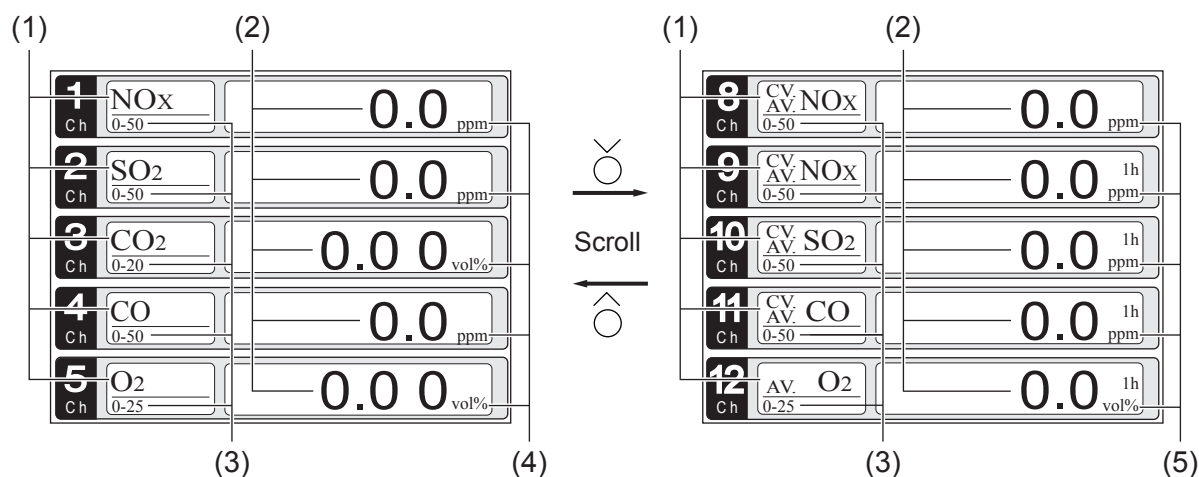 (1) (2) (1) (2)
1 Ch NOx 0-50 0.0 ppm
2 Ch SO2 0-50 0.0 ppm
3 Ch CO2 0-20 0.0 0 vol%
4 Ch CO 0-50 0.0 ppm
5 Ch O2 0-25 0.0 0 vol%
(3) (4)
Scroll
8 Ch CV. AV. NOx 0-50 0.0 ppm
9 Ch CV. AV. NOx 0-50 0.0 1h ppm
10 Ch CV. AV. SO2 0-50 0.0 1h ppm
11 Ch CV. AV. CO 0-50 0.0 1h ppm
12 Ch AV. O2 0-25 0.0 1h vol%
(3) (5)